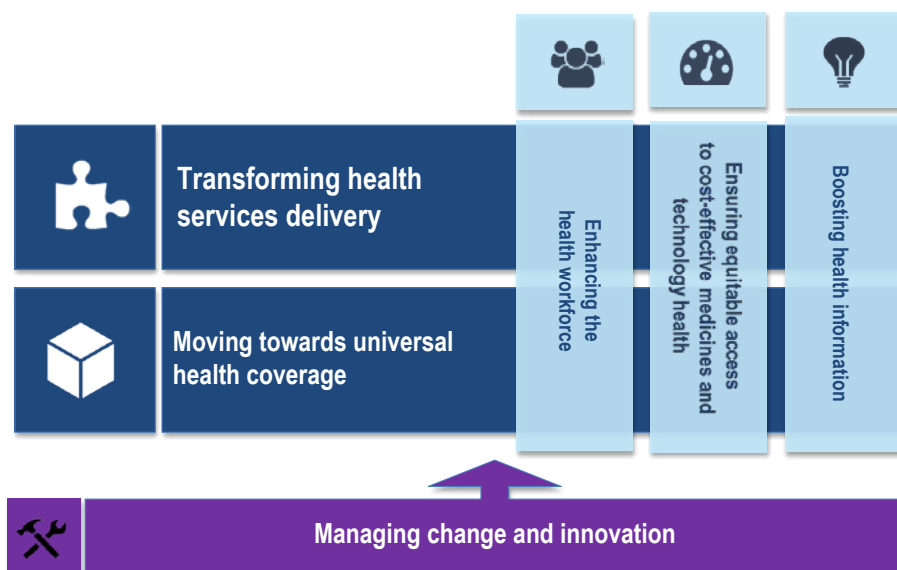 Transforming health
services delivery
Moving towards universal
health coverage
Enhancing the
health workforce
Ensuring equitable access
to cost-effective medicines and
technology health
Boosting health information
Managing change and innovation